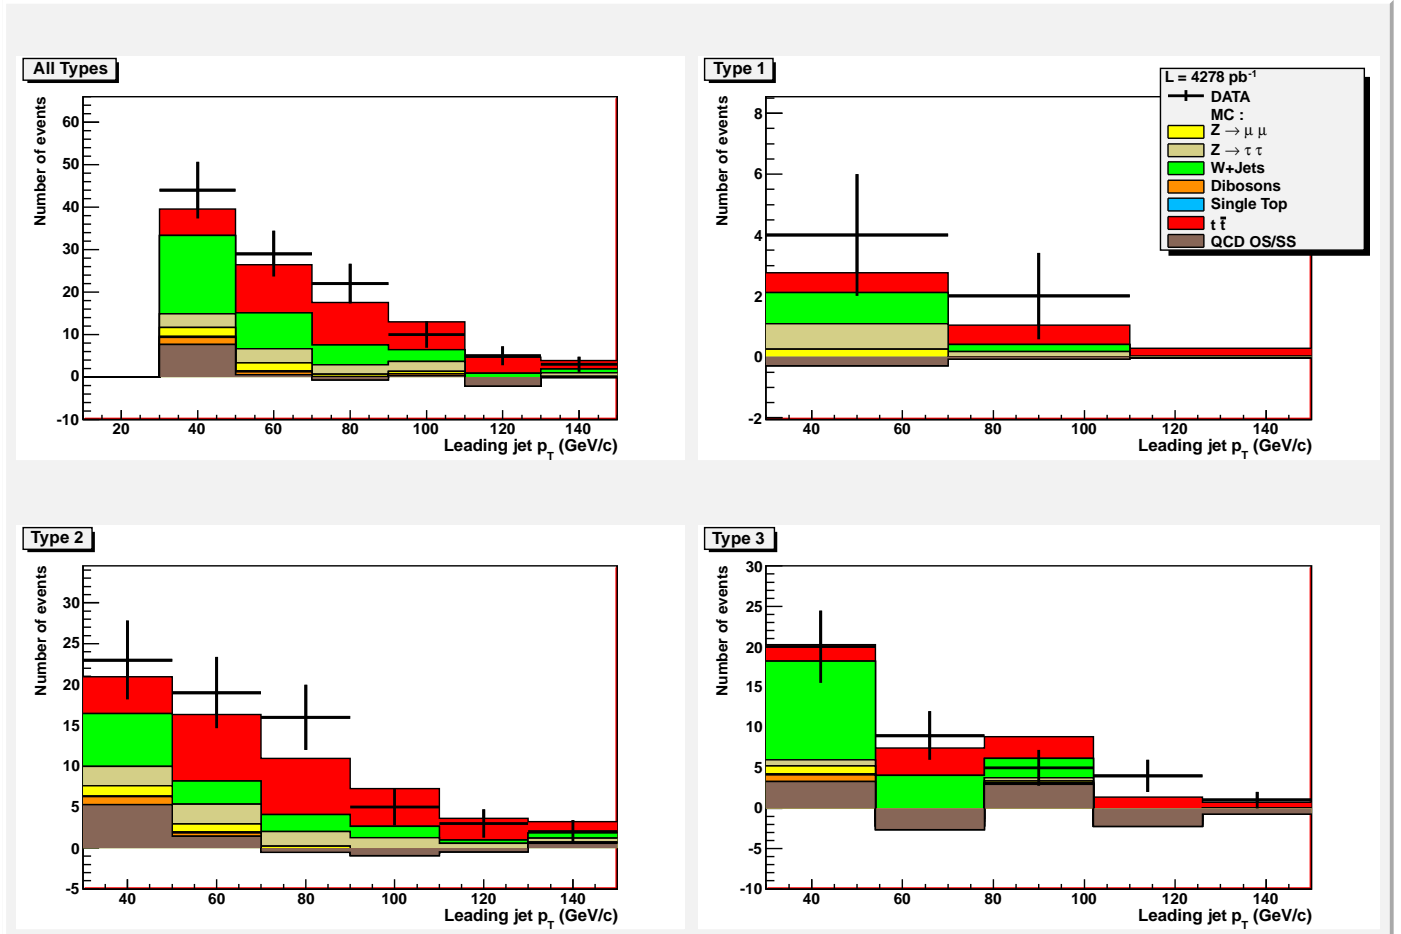 All Types
Number of events
60
50
40
30
20
10
0
-10
20 40 60 80 100 120 140
Leading jet p_T (GeV/c)
Type 1
Number of events
8
6
4
2
0
-2
40 60 80 100 120 140
Leading jet p_T (GeV/c)
L = 4278 pb⁻¹
DATA
MC :
Z → μ μ
Z → τ τ
W+Jets
Dibosons
Single Top
t t̄
QCD OS/SS
Type 2
Number of events
30
25
20
15
10
5
0
-5
40 60 80 100 120 140
Leading jet p_T (GeV/c)
Type 3
Number of events
30
25
20
15
10
5
0
-5
-10
40 60 80 100 120 140
Leading jet p_T (GeV/c)